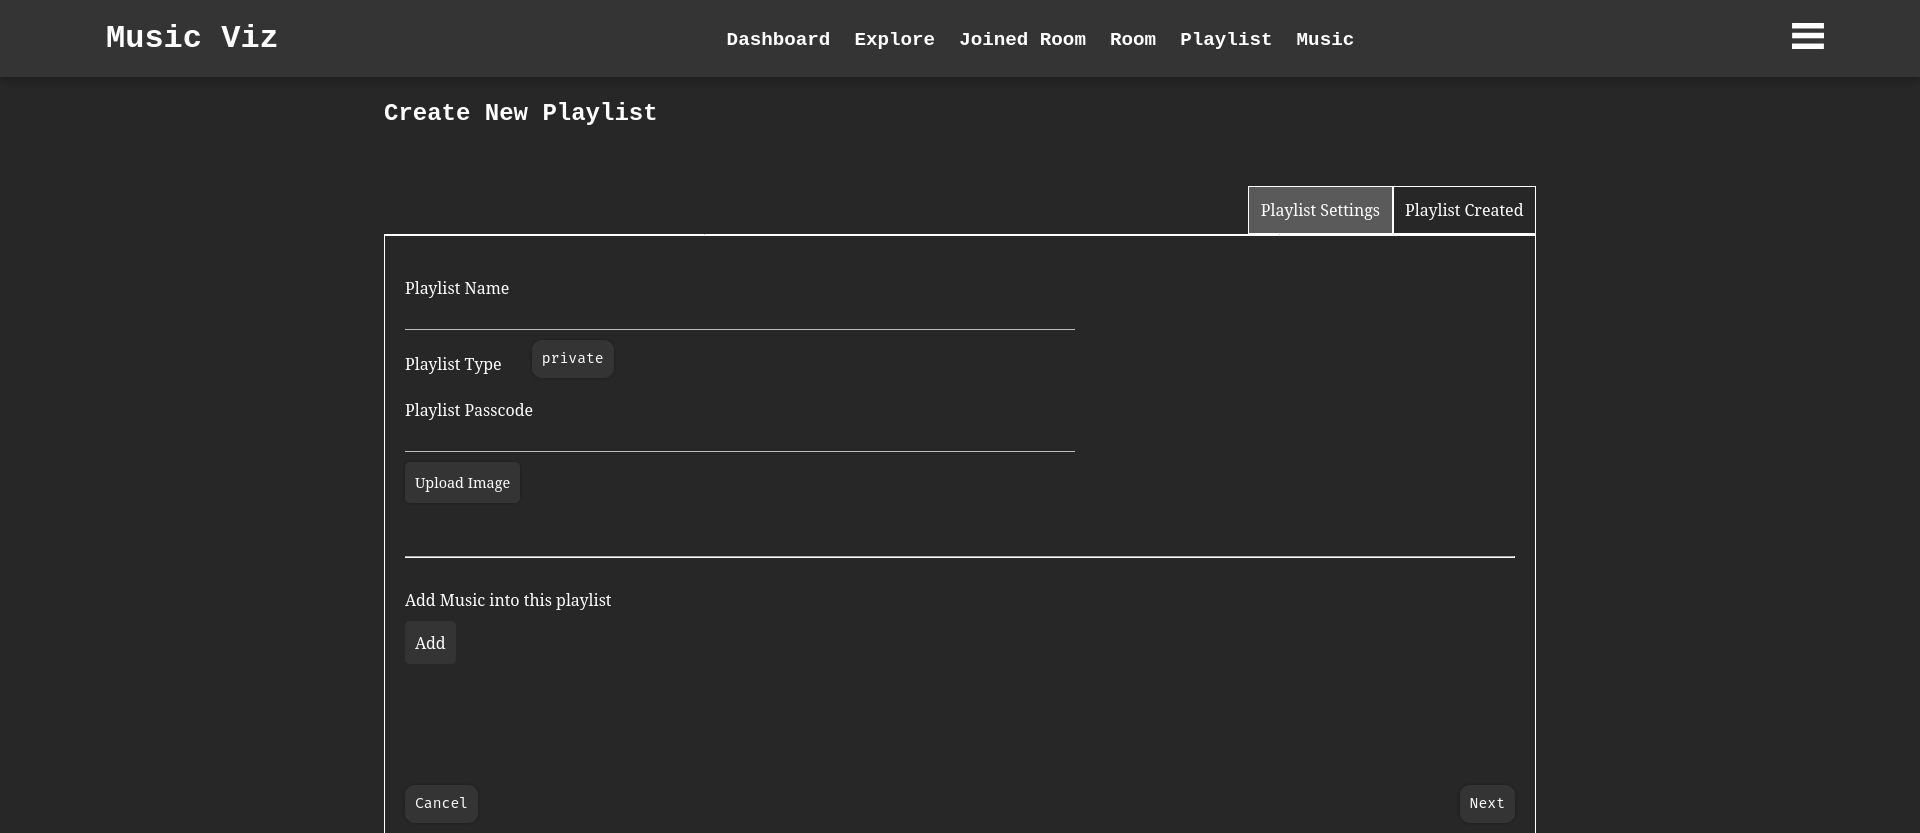 Music Viz
Dashboard Explore Joined Room Room Playlist Music
Create New Playlist
Playlist Settings Playlist Created
Playlist Name
Playlist Type private
Playlist Passcode
Upload Image
Add Music into this playlist
Add
Cancel Next